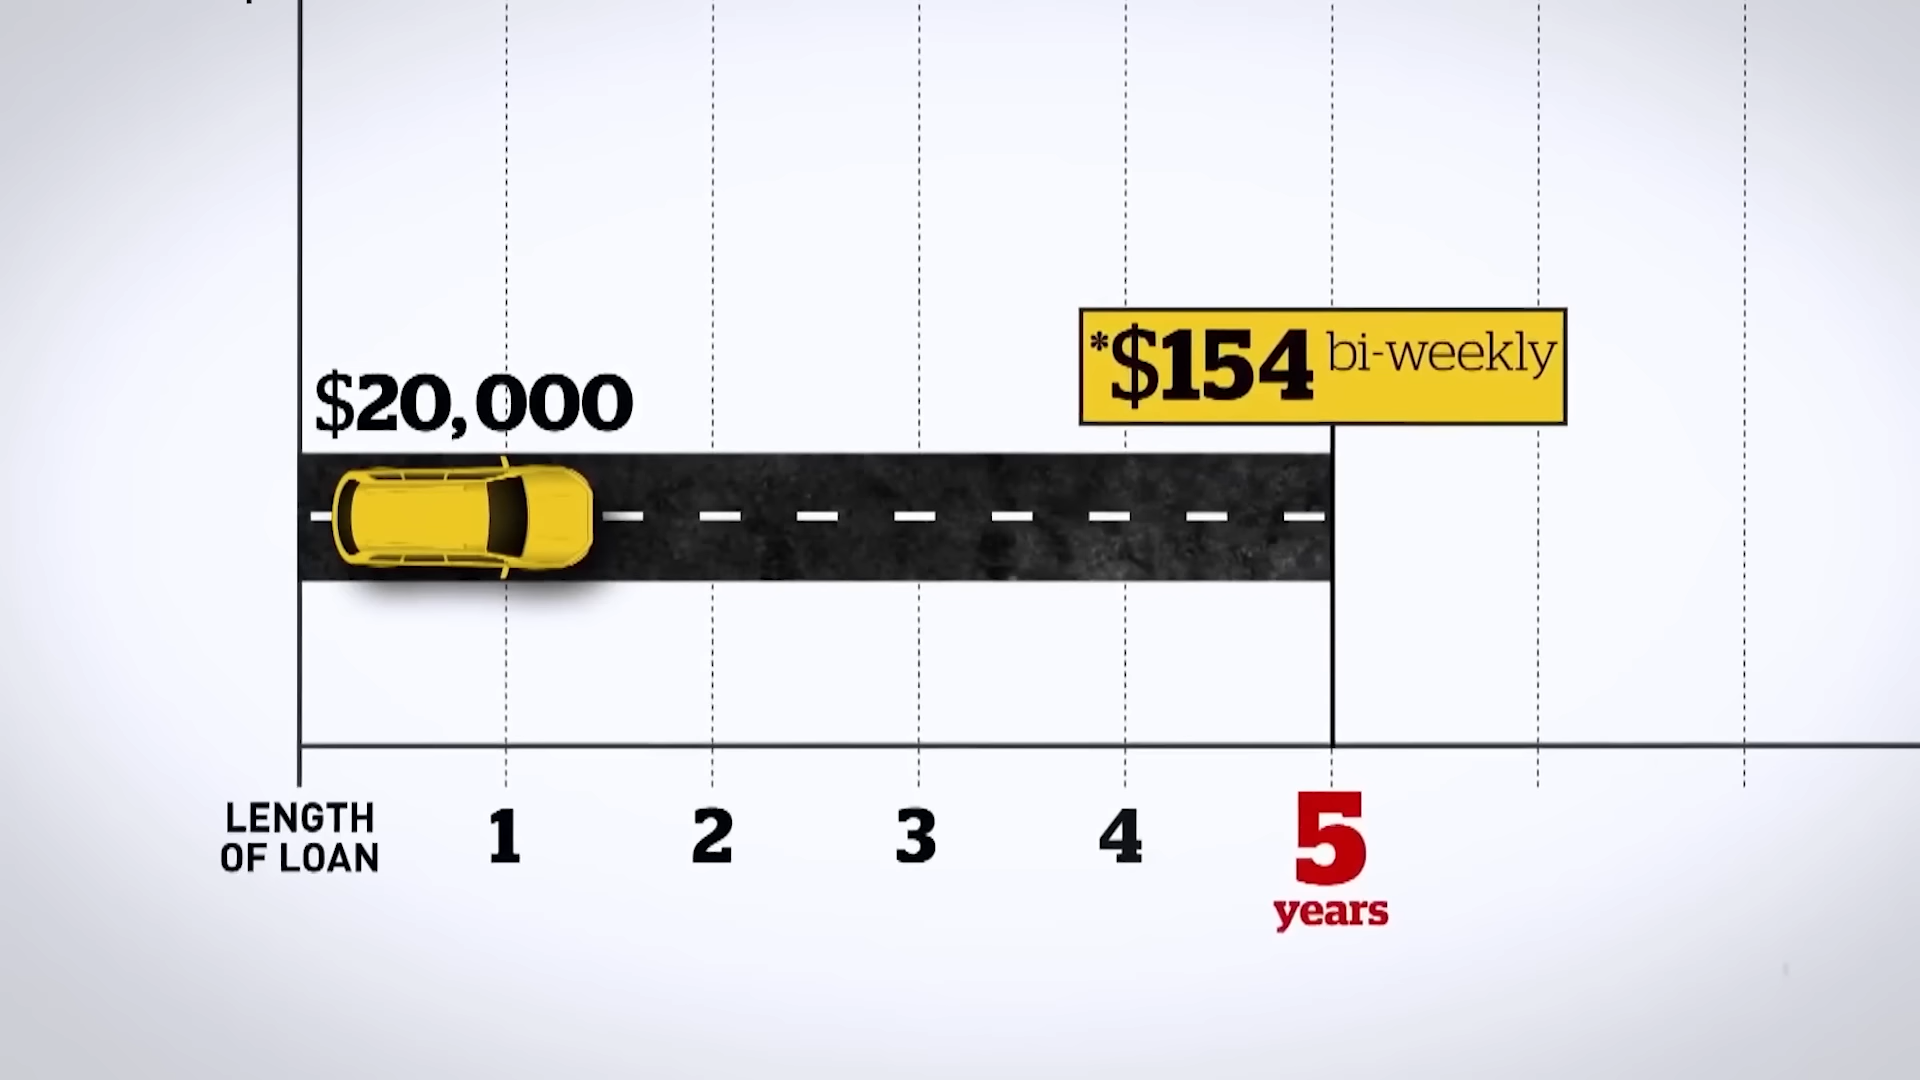 $20,000
*$154 bi-weekly
LENGTH
OF LOAN
1
2
3
4
5
years